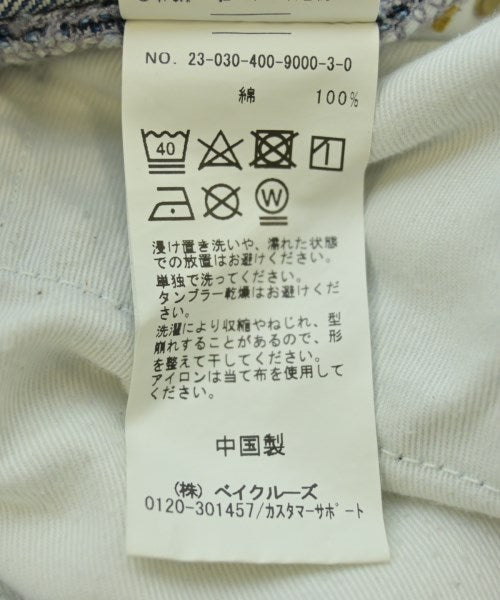 NO. 23-030-400-9000-3-0
綿 100%
40
W
浸け置き洗いや、濡れた状態
での放置はお避けください。
単独で洗ってください。
タンブラー乾燥はお避けくだ
さい。
洗濯により収縮やねじれ、型
崩れすることがあるので、形
を整えて干してください。
アイロンは当て布を使用して
ください。
中国製
(株) ベイクルーズ
0120-301457/カスタマーサポート